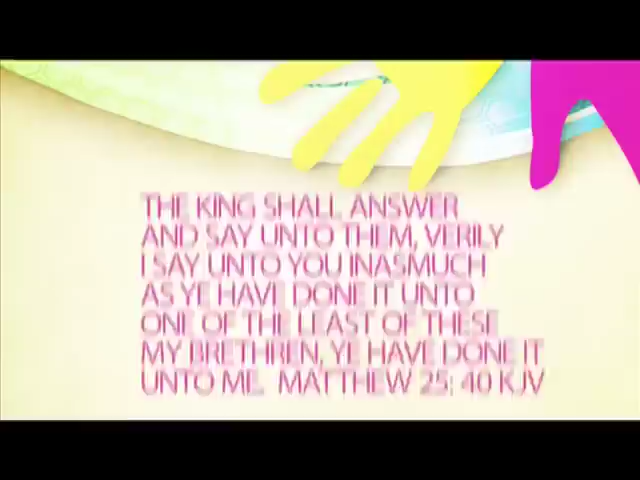 THE KING SHALL ANSWER
AND SAY UNTO THEM, VERILY
I SAY UNTO YOU INASMUCH
AS YE HAVE DONE IT UNTO
ONE OF THE LEAST OF THESE
MY BRETHREN, YE HAVE DONE IT
UNTO ME. MATTHEW 25: 40 KJV